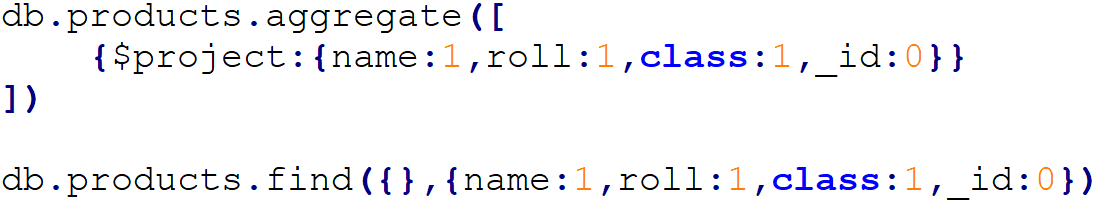 db.products.aggregate([
{$project:{name:1,roll:1,class:1,_id:0}}
])
db.products.find({},{name:1,roll:1,class:1,_id:0})